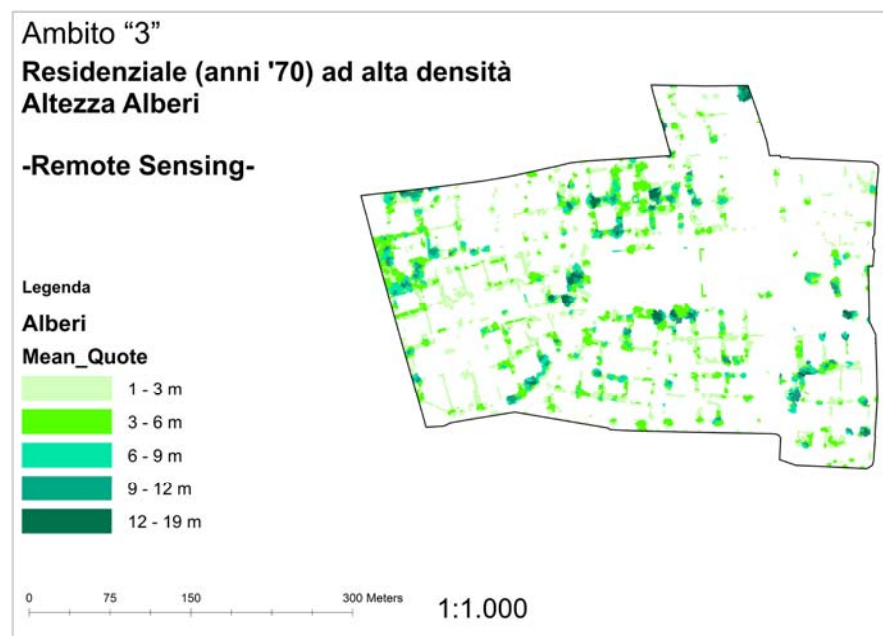 Ambito “3”
Residenziale (anni '70) ad alta densità
Altezza Alberi
-Remote Sensing-
Legenda
Alberi
Mean_Quote
1 - 3 m
3 - 6 m
6 - 9 m
9 - 12 m
12 - 19 m
0 75 150 300 Meters
1:1.000